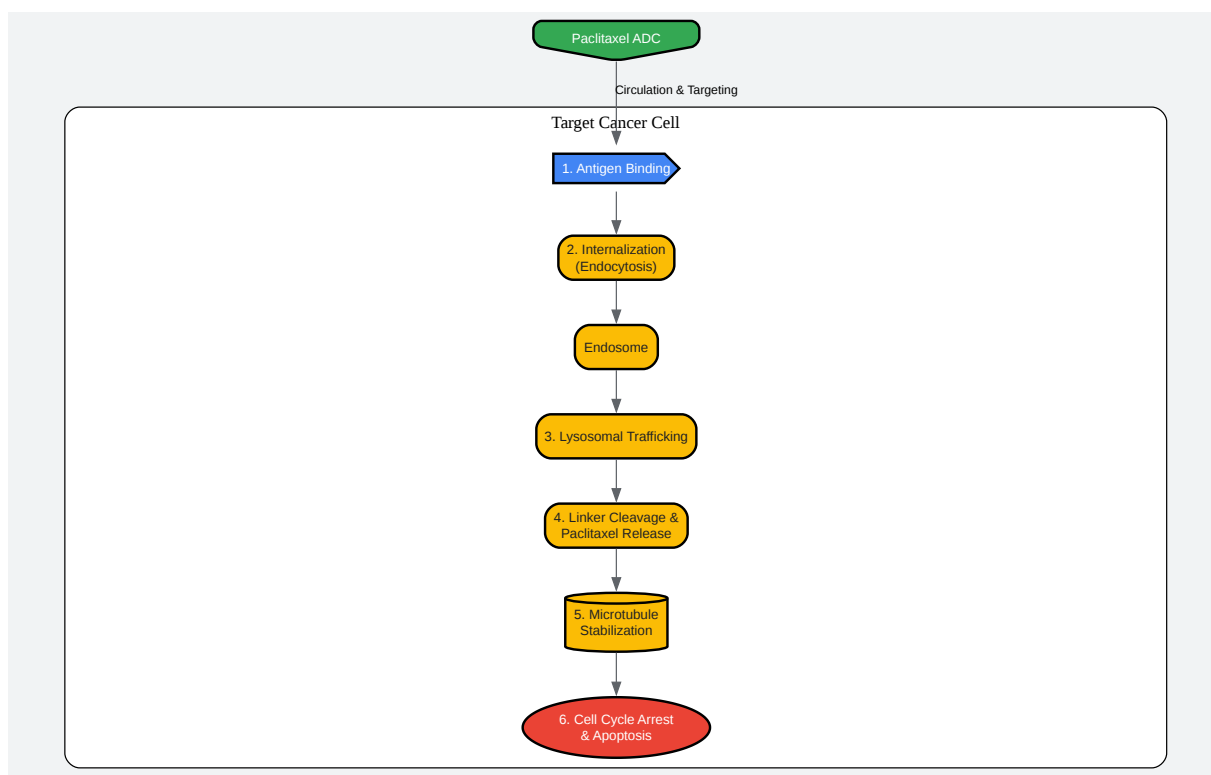 Paclitaxel ADC
Circulation & Targeting
Target Cancer Cell
1. Antigen Binding
2. Internalization
(Endocytosis)
Endosome
3. Lysosomal Trafficking
4. Linker Cleavage &
Paclitaxel Release
5. Microtubule
Stabilization
6. Cell Cycle Arrest
& Apoptosis